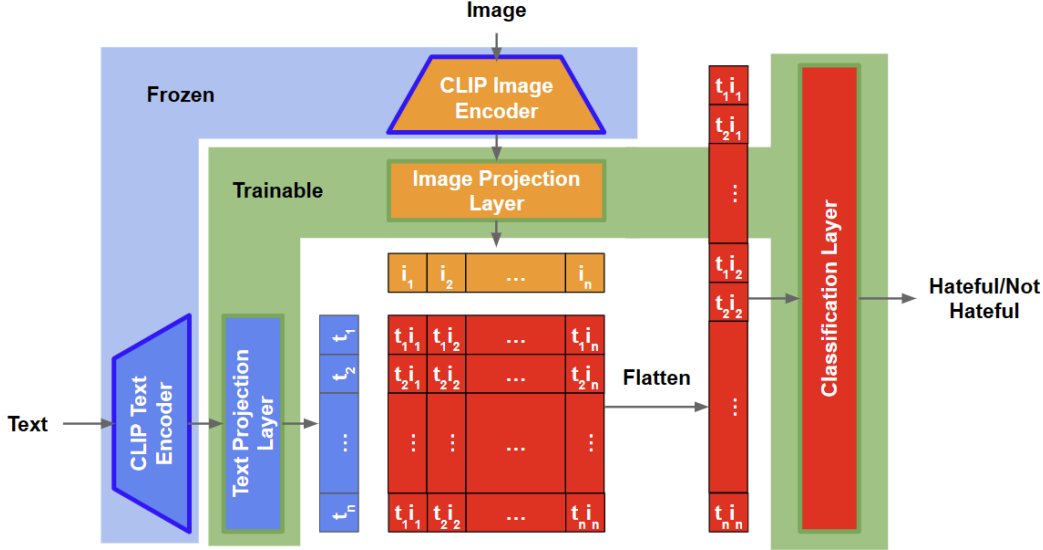 Image
Frozen
CLIP Image
Encoder
Trainable
Image Projection
Layer
i₁ i₂ ... iₙ
Text
CLIP Text
Encoder
Text Projection
Layer
t₁
t₂
...
tₙ
t₁i₁ t₁i₂ ... t₁iₙ
t₂i₁ t₂i₂ ... t₂iₙ
... ... ... ...
t₁i₁ t₂i₂ ... tₙiₙ
Flatten
t₁i₁
t₂i₁
...
t₁i₂
t₂i₂
...
tₙiₙ
Classification Layer
Hateful/Not
Hateful